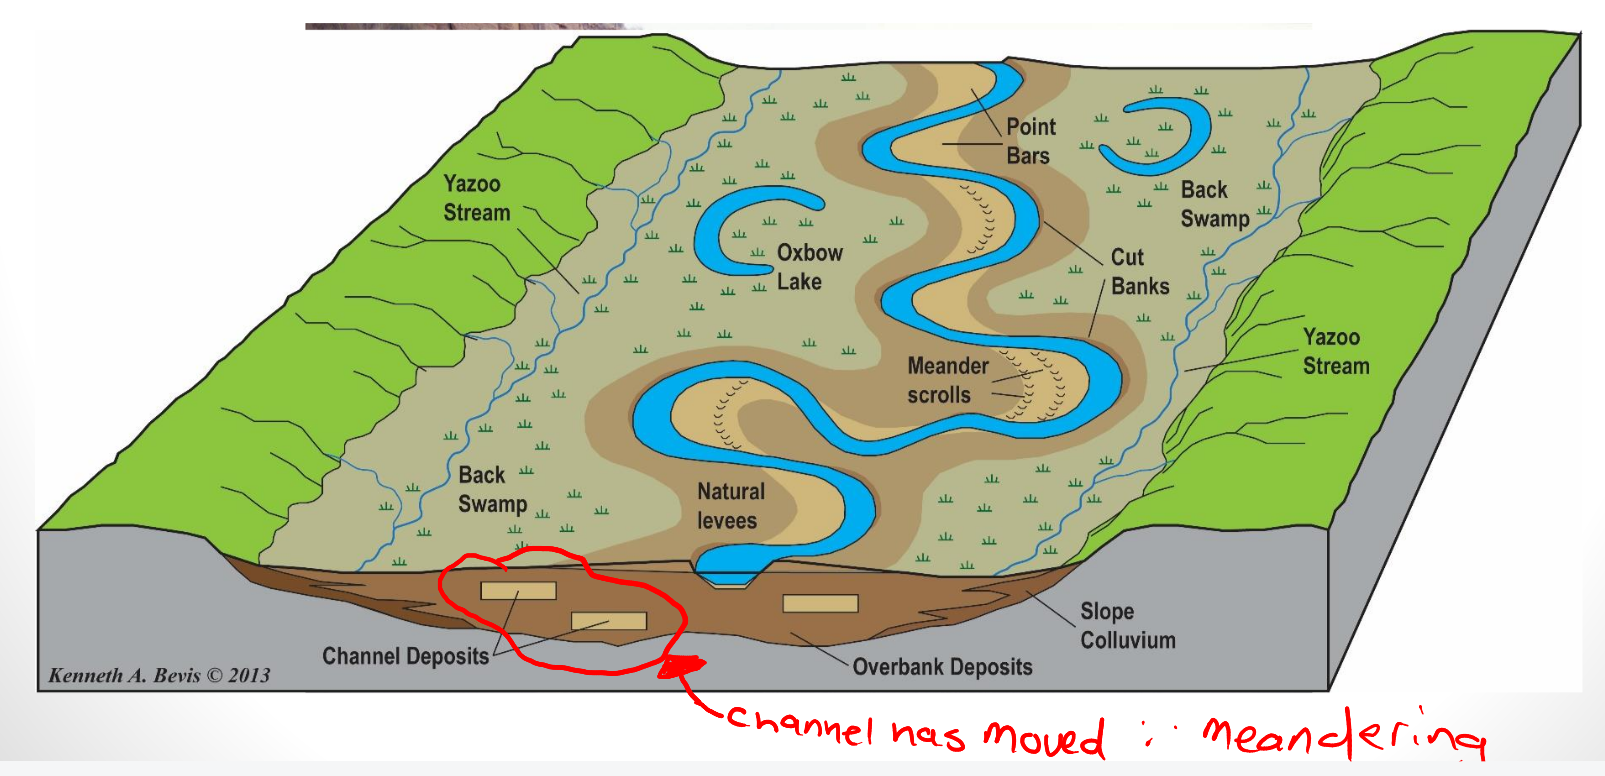 Point
Bars
Yazoo
Stream
Back
Swamp
Oxbow
Lake
Cut
Banks
Yazoo
Stream
Meander
scrolls
Back
Swamp
Natural
levees
Slope
Colluvium
Channel Deposits
Overbank Deposits
Kenneth A. Bevis © 2013
Channel has moved ∵ Meandering